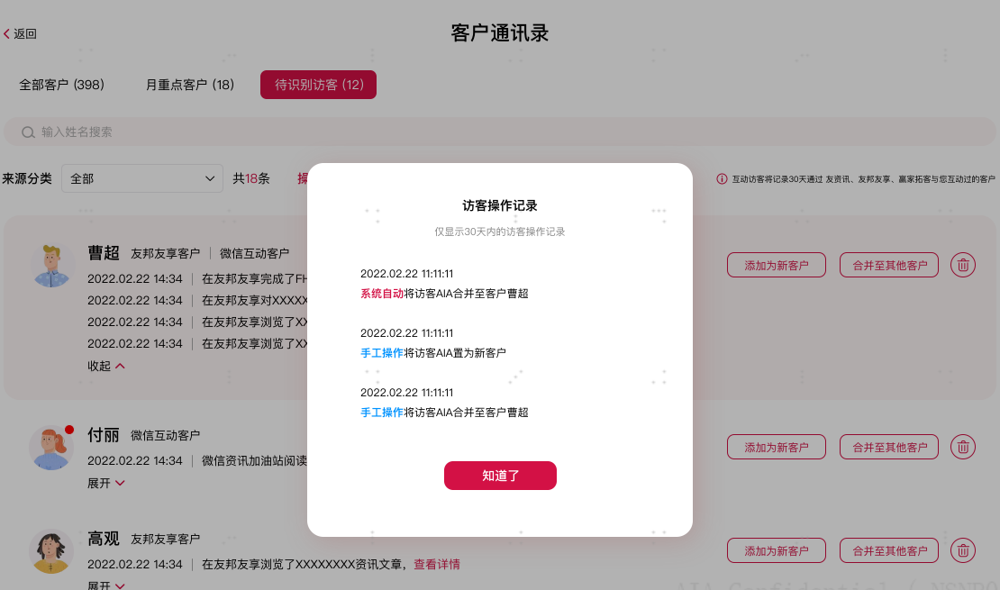 返回
客户通讯录
全部客户 (398) 月重点客户 (18) 待识别访客 (12)
输入姓名搜索
来源分类 全部 共18条
互动访客将记录30天通过 友资讯、友邦友享、赢家拓客与您互动过的客户
曹超 友邦友享客户 微信互动客户
2022.02.22 14:34 在友邦友享完成了FH
2022.02.22 14:34 在友邦友享对XXXXX
2022.02.22 14:34 在友邦友享浏览了XX
2022.02.22 14:34 在友邦友享浏览了XX
收起
添加为新客户 合并至其他客户
访客操作记录
仅显示30天内的访客操作记录
2022.02.22 11:11:11
系统自动将访客AIA合并至客户曹超
2022.02.22 11:11:11
手工操作将访客AIA置为新客户
2022.02.22 11:11:11
手工操作将访客AIA合并至客户曹超
知道了
付丽 微信互动客户
2022.02.22 14:34 微信资讯加油站阅读
展开
添加为新客户 合并至其他客户
高观 友邦友享客户
2022.02.22 14:34 在友邦友享浏览了XXXXXXXX资讯文章，查看详情
展开
添加为新客户 合并至其他客户